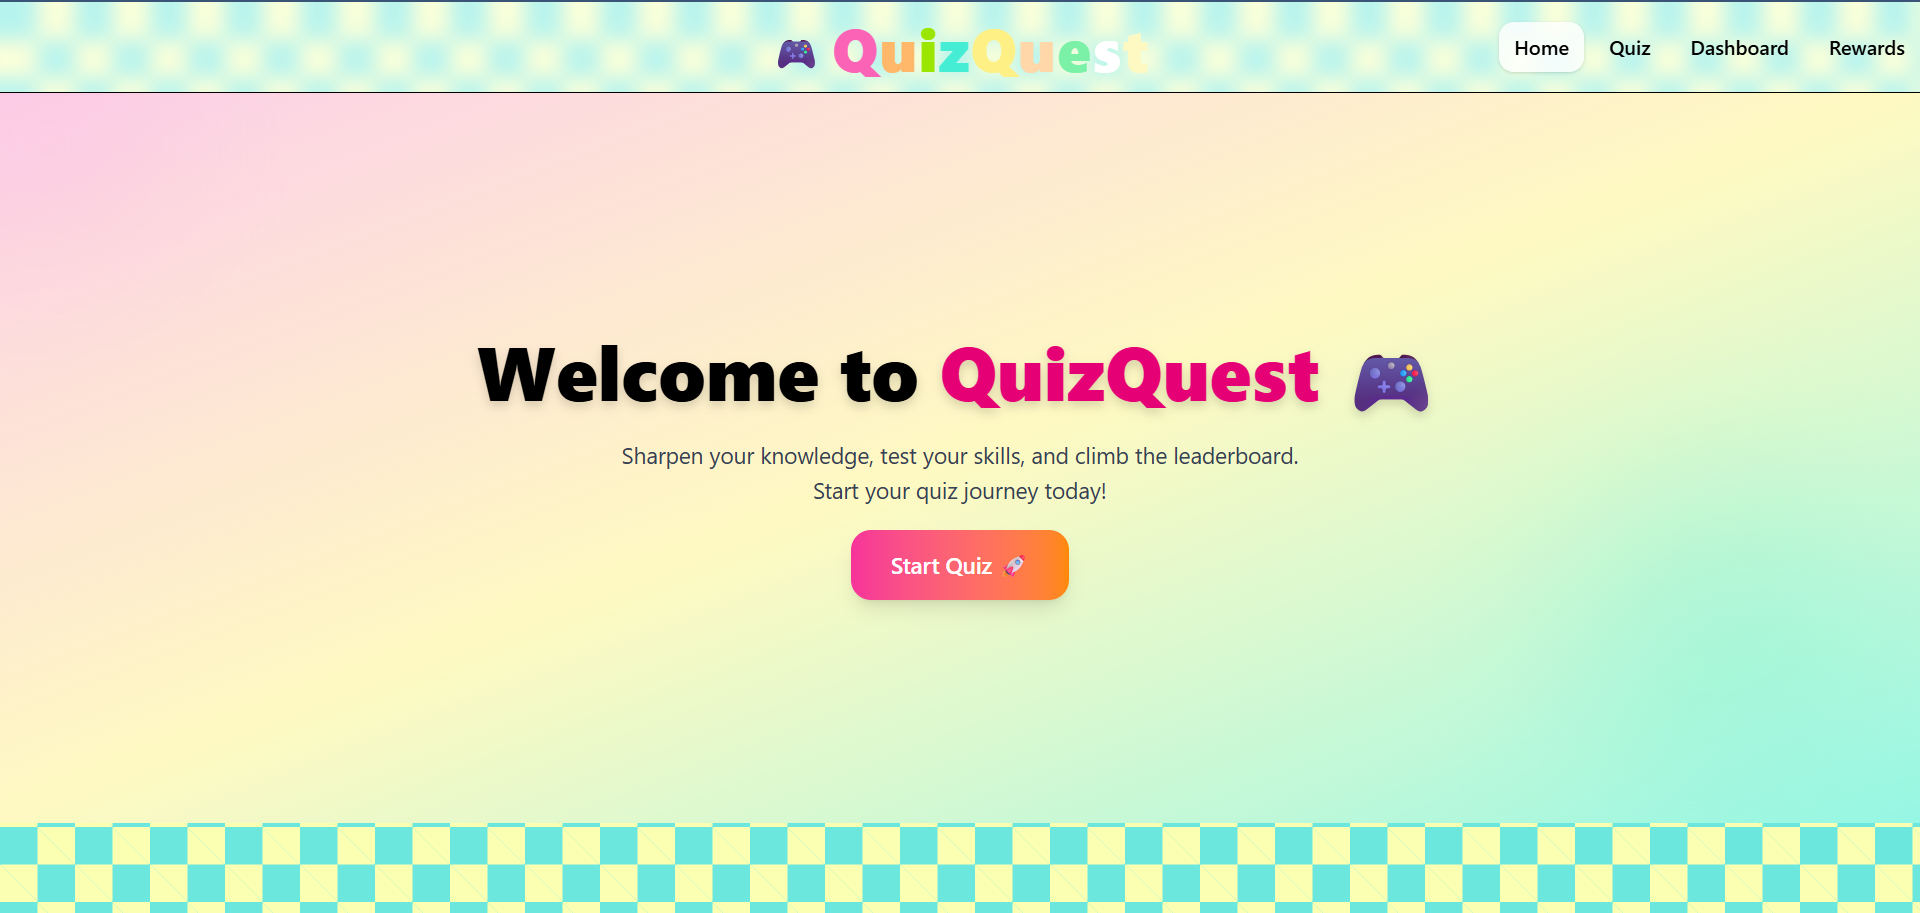 🎮 QuizQuest
Home Quiz Dashboard Rewards
Welcome to QuizQuest 🎮
Sharpen your knowledge, test your skills, and climb the leaderboard.
Start your quiz journey today!
Start Quiz 🚀